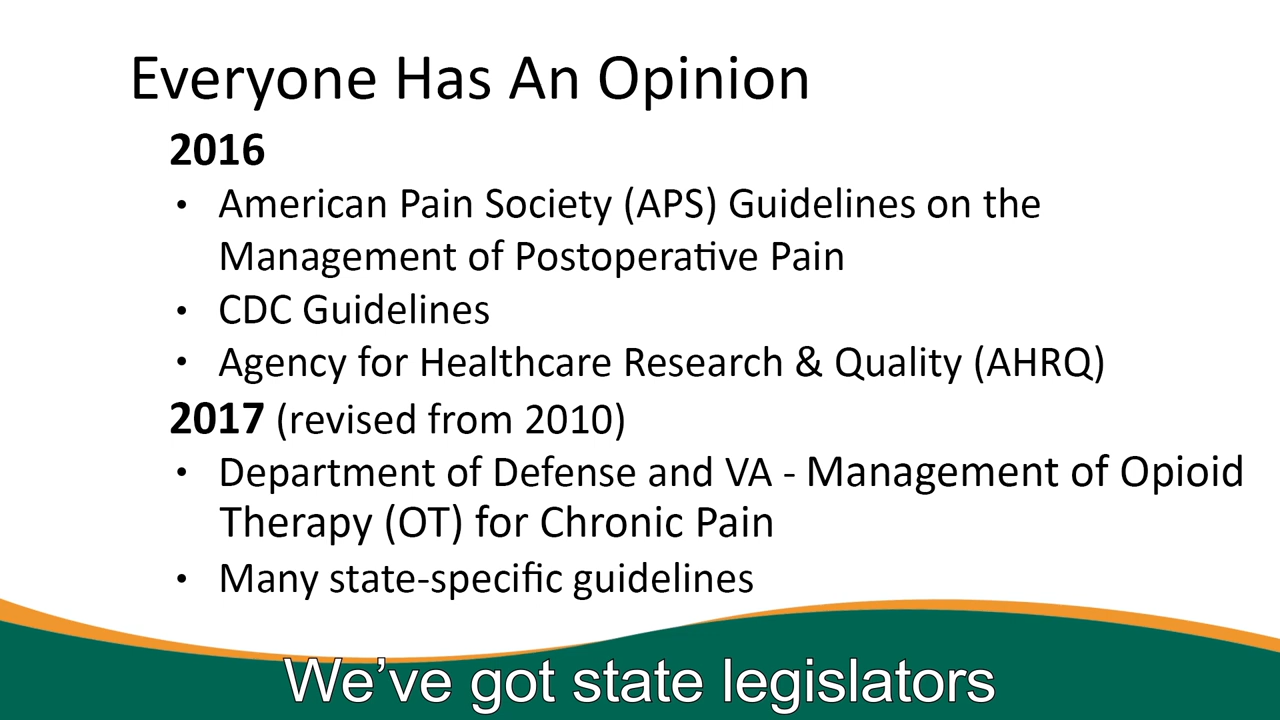 Everyone Has An Opinion
2016
• American Pain Society (APS) Guidelines on the
Management of Postoperative Pain
• CDC Guidelines
• Agency for Healthcare Research & Quality (AHRQ)
2017 (revised from 2010)
• Department of Defense and VA - Management of Opioid
Therapy (OT) for Chronic Pain
• Many state-specific guidelines
We’ve got state legislators